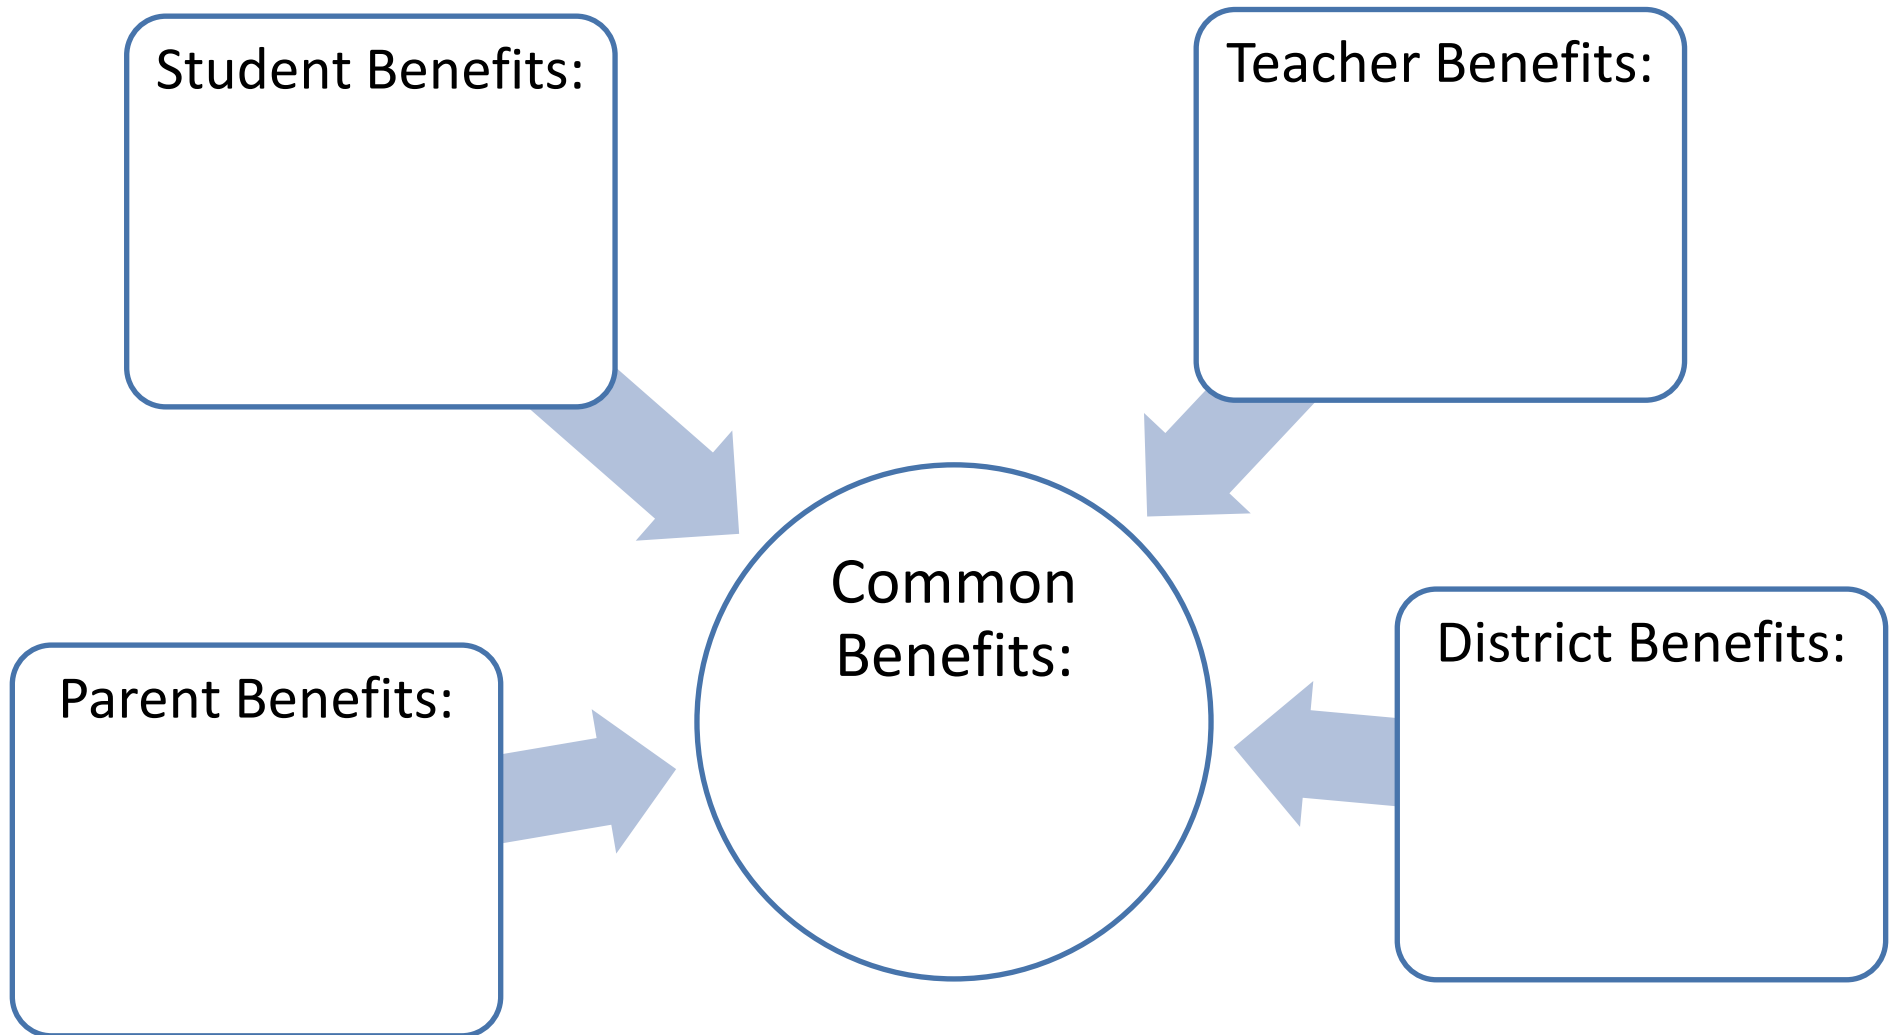 Student Benefits:
Teacher Benefits:
Common
Benefits:
Parent Benefits:
District Benefits: